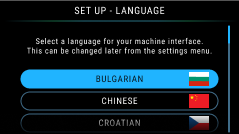 SET UP - LANGUAGE
Select a language for your machine interface.
This can be changed later from the settings menu.
BULGARIAN
CHINESE
CROATIAN